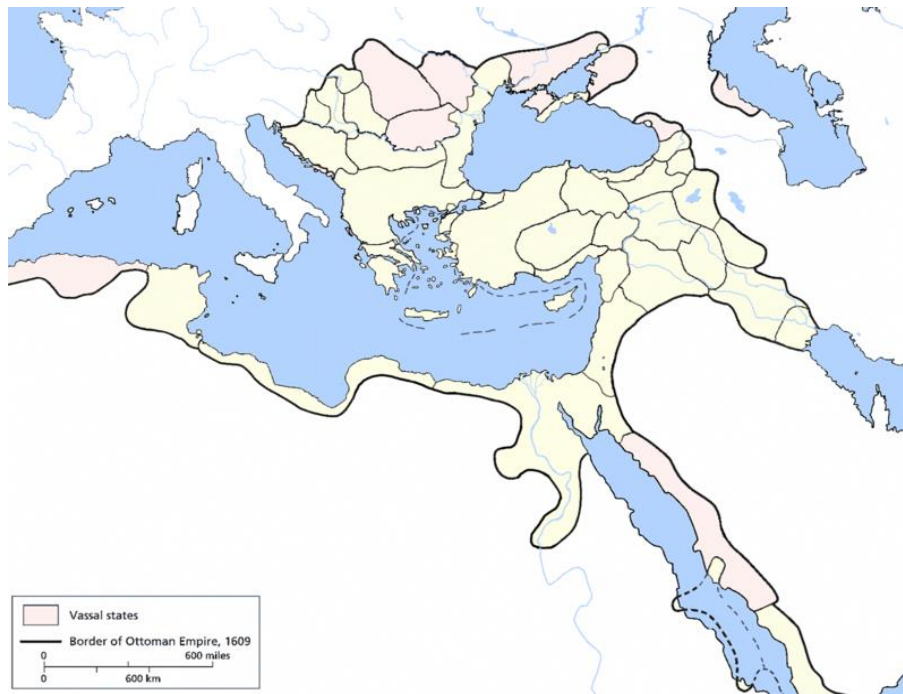 Vassal states
Border of Ottoman Empire, 1609
0 600 miles
0 600 km